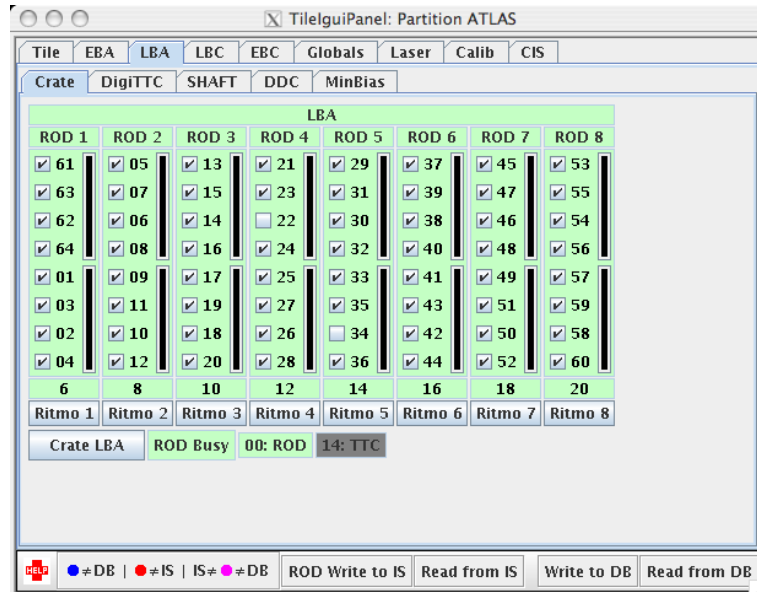 X TileIguiPanel: Partition ATLAS
Tile EBA LBA LBC EBC Globals Laser Calib CIS
Crate DigiTTC SHAFT DDC MinBias
LBA
ROD 1 ROD 2 ROD 3 ROD 4 ROD 5 ROD 6 ROD 7 ROD 8
61 05 13 21 29 37 45 53
63 07 15 23 31 39 47 55
62 06 14 22 30 38 46 54
64 08 16 24 32 40 48 56
01 09 17 25 33 41 49 57
03 11 19 27 35 43 51 59
02 10 18 26 34 42 50 58
04 12 20 28 36 44 52 60
6 8 10 12 14 16 18 20
Ritmo 1 Ritmo 2 Ritmo 3 Ritmo 4 Ritmo 5 Ritmo 6 Ritmo 7 Ritmo 8
Crate LBA ROD Busy 00: ROD 14: TTC
HELP ≠DB | ≠IS | IS≠ ≠DB ROD Write to IS Read from IS Write to DB Read from DB